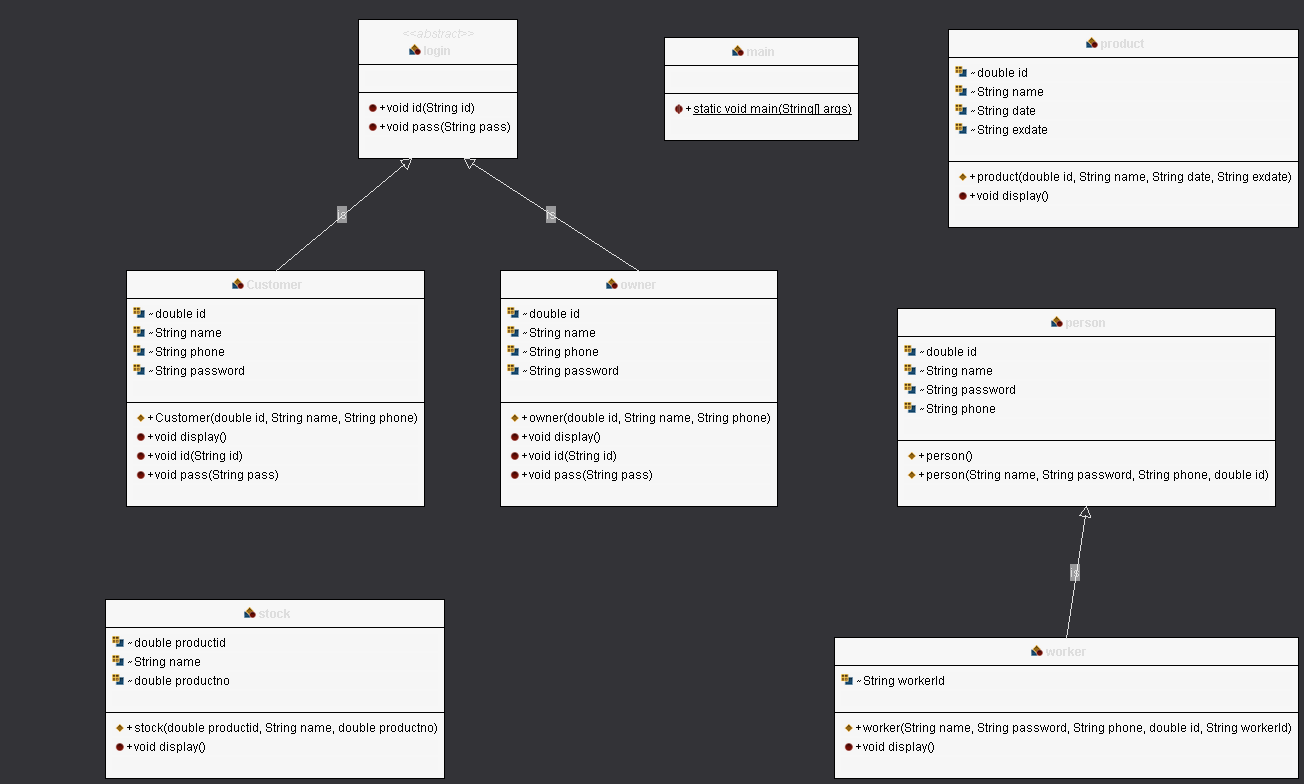 <<abstract>>
login
+void id(String id)
+void pass(String pass)
main
+static void main(String[] args)
product
~double id
~String name
~String date
~String exdate
+product(double id, String name, String date, String exdate)
+void display()
is
is
Customer
~double id
~String name
~String phone
~String password
+Customer(double id, String name, String phone)
+void display()
+void id(String id)
+void pass(String pass)
owner
~double id
~String name
~String phone
~String password
+owner(double id, String name, String phone)
+void display()
+void id(String id)
+void pass(String pass)
person
~double id
~String name
~String password
~String phone
+person()
+person(String name, String password, String phone, double id)
is
stock
~double productid
~String name
~double productno
+stock(double productid, String name, double productno)
+void display()
worker
~String workerId
+worker(String name, String password, String phone, double id, String workerId)
+void display()